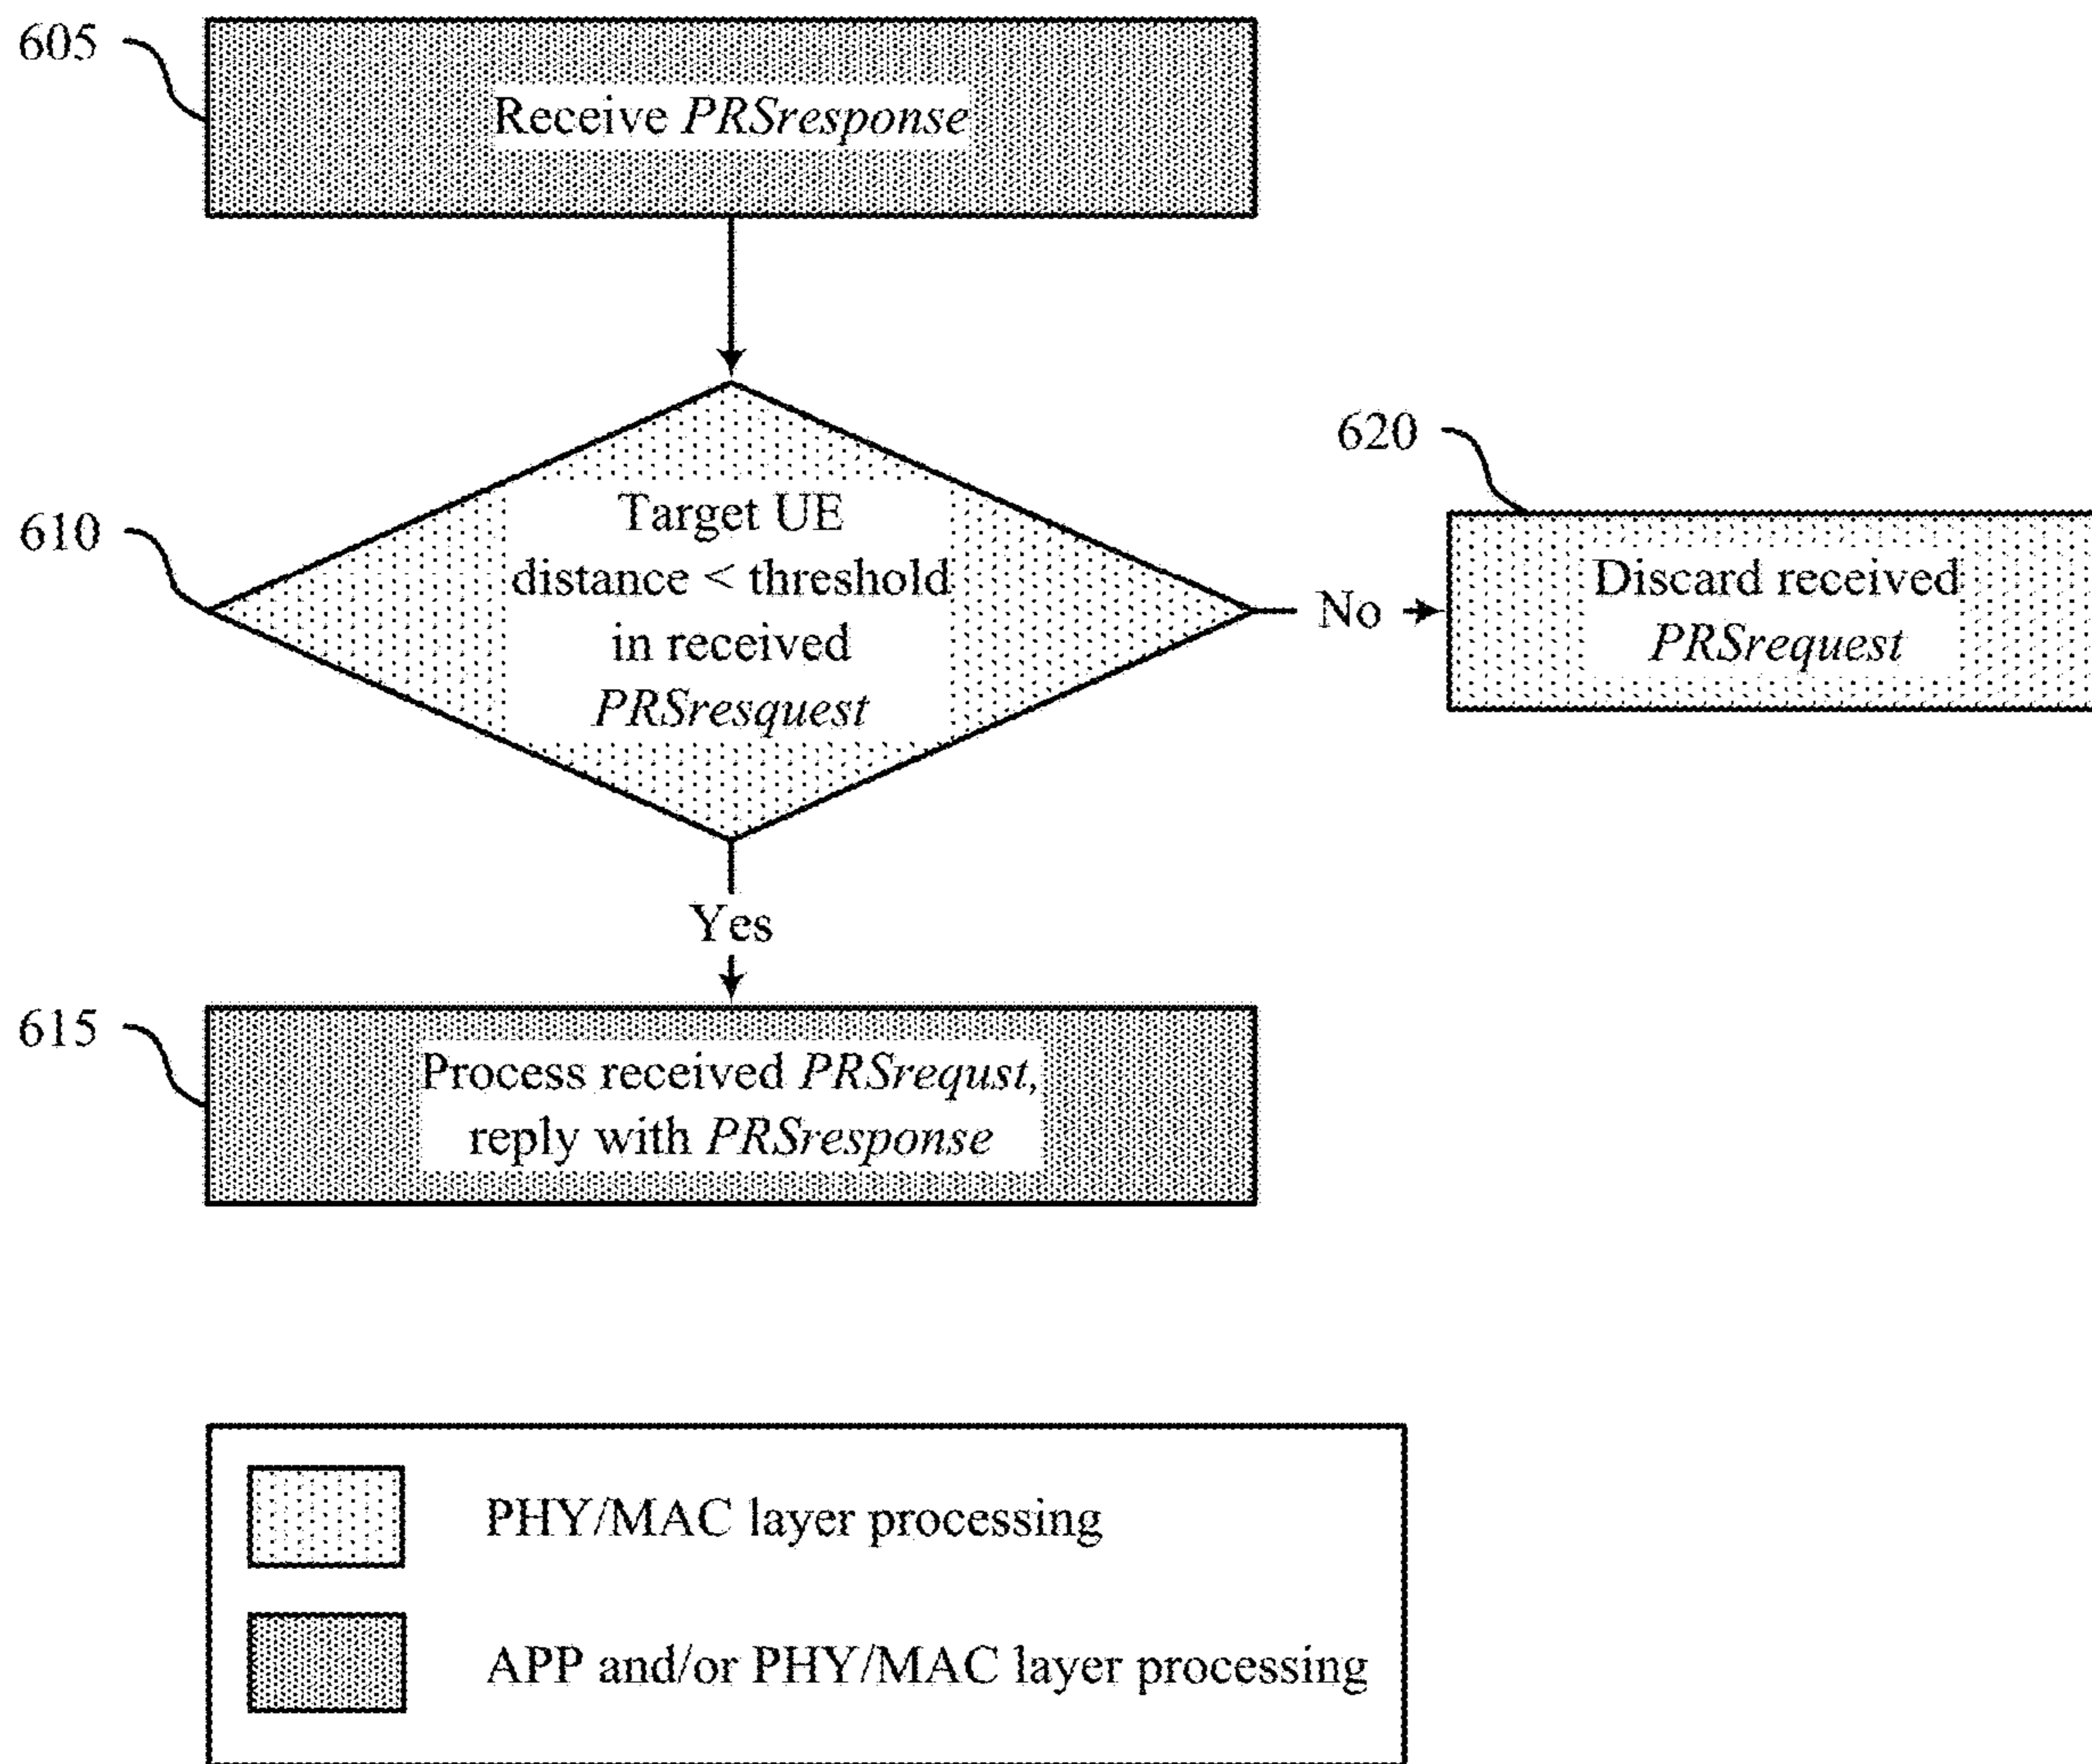 605
Receive PRSresponse
610
Target UE
distance < threshold
in received
PRSresquest
No
620
Discard received
PRSrequest
Yes
615
Process received PRSrequst,
reply with PRSresponse
PHY/MAC layer processing
APP and/or PHY/MAC layer processing